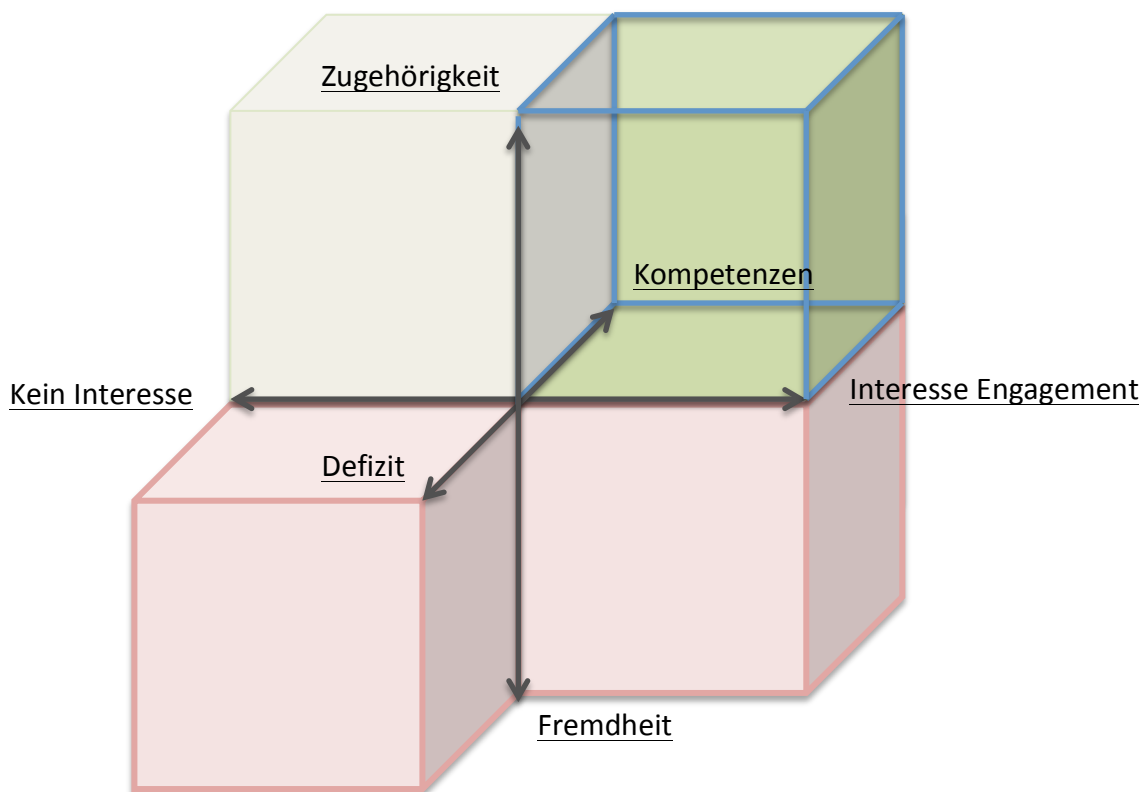 Zugehörigkeit
Kompetenzen
Kein Interesse
Interesse Engagement
Defizit
Fremdheit